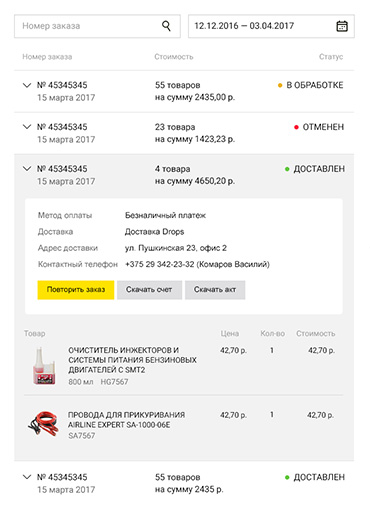 Номер заказа
12.12.2016 — 03.04.2017
Номер заказа Стоимость Статус
№ 45345345 55 товаров В ОБРАБОТКЕ
15 марта 2017 на сумму 2435,00 р.
№ 45345345 23 товара ОТМЕНЕН
15 марта 2017 на сумму 1423,23 р.
№ 45345345 4 товара ДОСТАВЛЕН
15 марта 2017 на сумму 4650,20 р.
Метод оплаты Безналичный платеж
Доставка Доставка Drops
Адрес доставки ул. Пушкинская 23, офис 2
Контактный телефон +375 29 342-23-32 (Комаров Василий)
Повторить заказ Скачать счет Скачать акт
Товар Цена Кол-во Стоимость
ОЧИСТИТЕЛЬ ИНЖЕКТОРОВ И 42,70 р. 1 42,70 р.
СИСТЕМЫ ПИТАНИЯ БЕНЗИНОВЫХ
ДВИГАТЕЛЕЙ С SMT2
800 мл HG7567
ПРОВОДА ДЛЯ ПРИКУРИВАНИЯ 42,70 р. 1 42,70 р.
AIRLINE EXPERT SA-1000-06E
SA7567
№ 45345345 55 товаров ДОСТАВЛЕН
15 марта 2017 на сумму 2435 р.